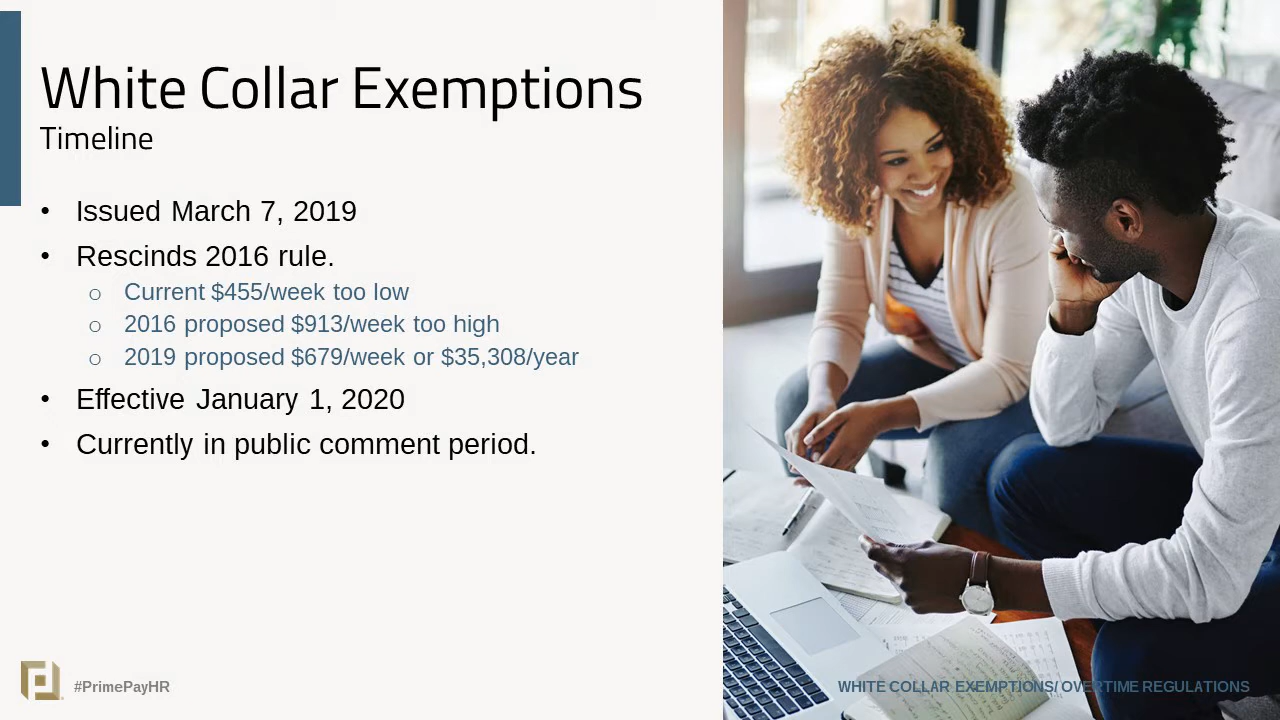 White Collar Exemptions
Timeline
• Issued March 7, 2019
• Rescinds 2016 rule.
o Current $455/week too low
o 2016 proposed $913/week too high
o 2019 proposed $679/week or $35,308/year
• Effective January 1, 2020
• Currently in public comment period.
#PrimePayHR
WHITE COLLAR EXEMPTIONS/ OVERTIME REGULATIONS